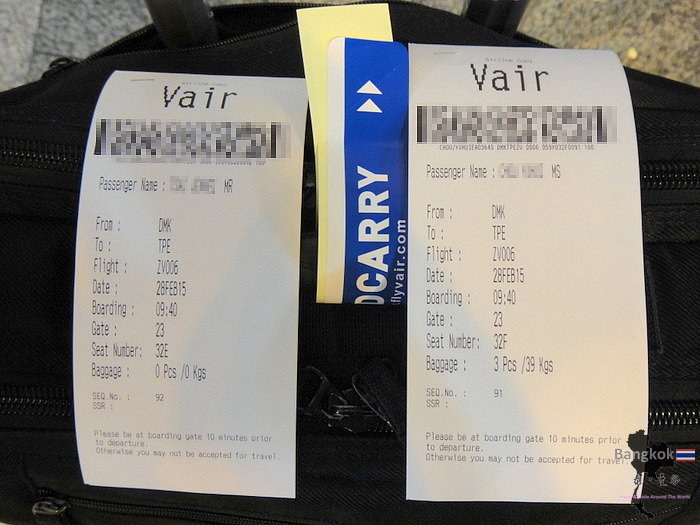 Airline Copy
Vair
Passenger Name : MR
From : DMK
To : TPE
Flight : ZV006
Date : 28FEB15
Boarding : 09:40
Gate : 23
Seat Number: 32E
Baggage : 0 Pcs /0 Kgs
SEQ.No. : 92
SSR :
Please be at boarding gate 10 minutes prior
to departure.
Otherwise you may not be accepted for travel.
DCARRY
flyvair.com
Airline Copy
Vair
Passenger Name : MS
From : DMK
To : TPE
Flight : ZV006
Date : 28FEB15
Boarding : 09:40
Gate : 23
Seat Number: 32F
Baggage : 3 Pcs /39 Kgs
SEQ.No. : 91
SSR :
Please be at boarding gate 10 minutes prior
to departure.
Otherwise you may not be accepted for travel.
Bangkok